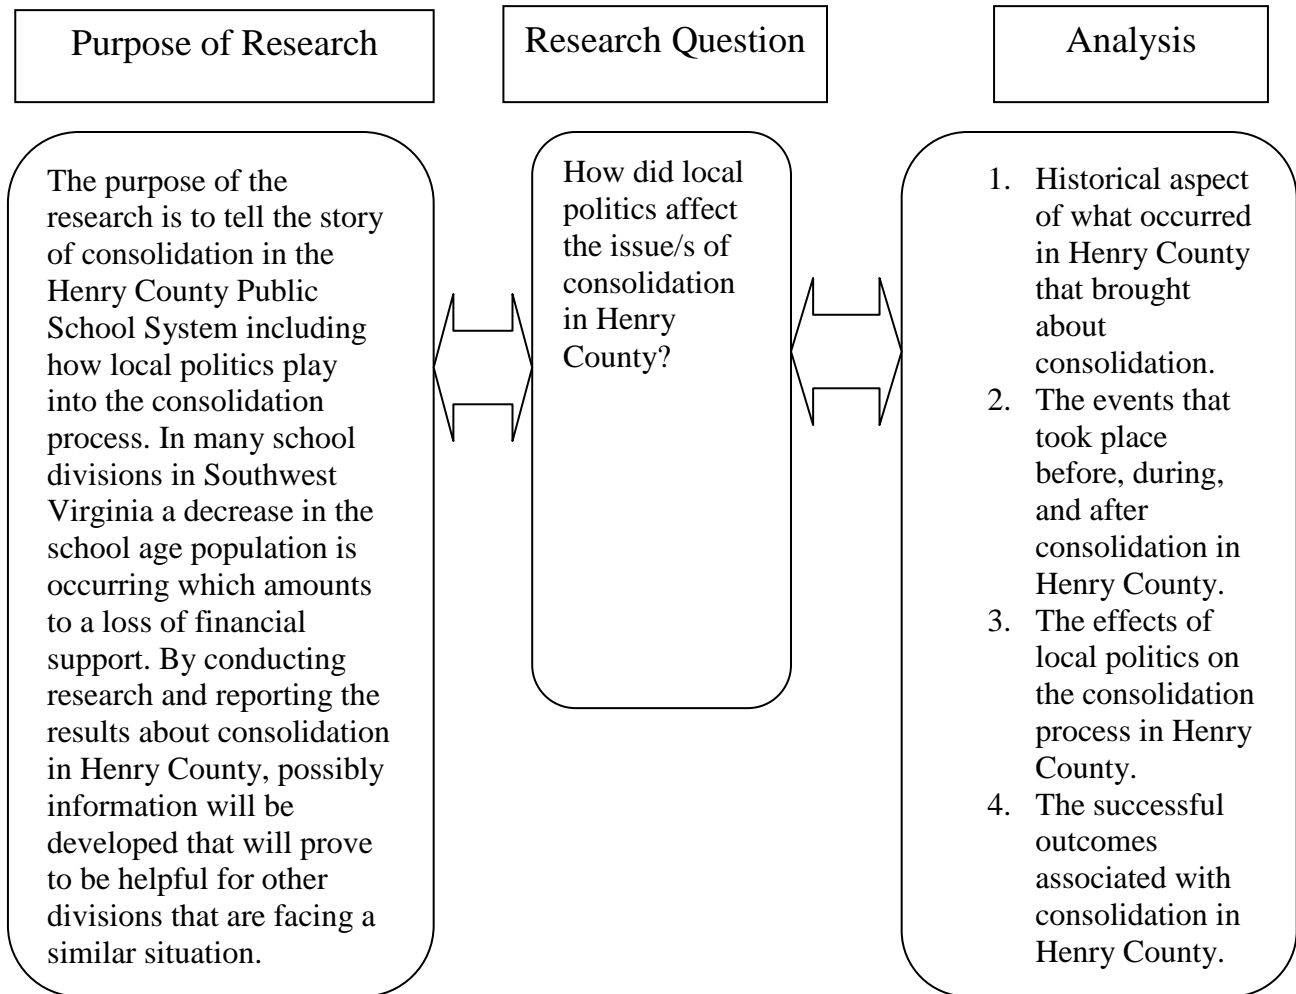 Purpose of Research
Research Question
Analysis
The purpose of the
research is to tell the story
of consolidation in the
Henry County Public
School System including
how local politics play
into the consolidation
process. In many school
divisions in Southwest
Virginia a decrease in the
school age population is
occurring which amounts
to a loss of financial
support. By conducting
research and reporting the
results about consolidation
in Henry County, possibly
information will be
developed that will prove
to be helpful for other
divisions that are facing a
similar situation.
How did local
politics affect
the issue/s of
consolidation
in Henry
County?
1. Historical aspect
of what occurred
in Henry County
that brought
about
consolidation.
2. The events that
took place
before, during,
and after
consolidation in
Henry County.
3. The effects of
local politics on
the consolidation
process in Henry
County.
4. The successful
outcomes
associated with
consolidation in
Henry County.